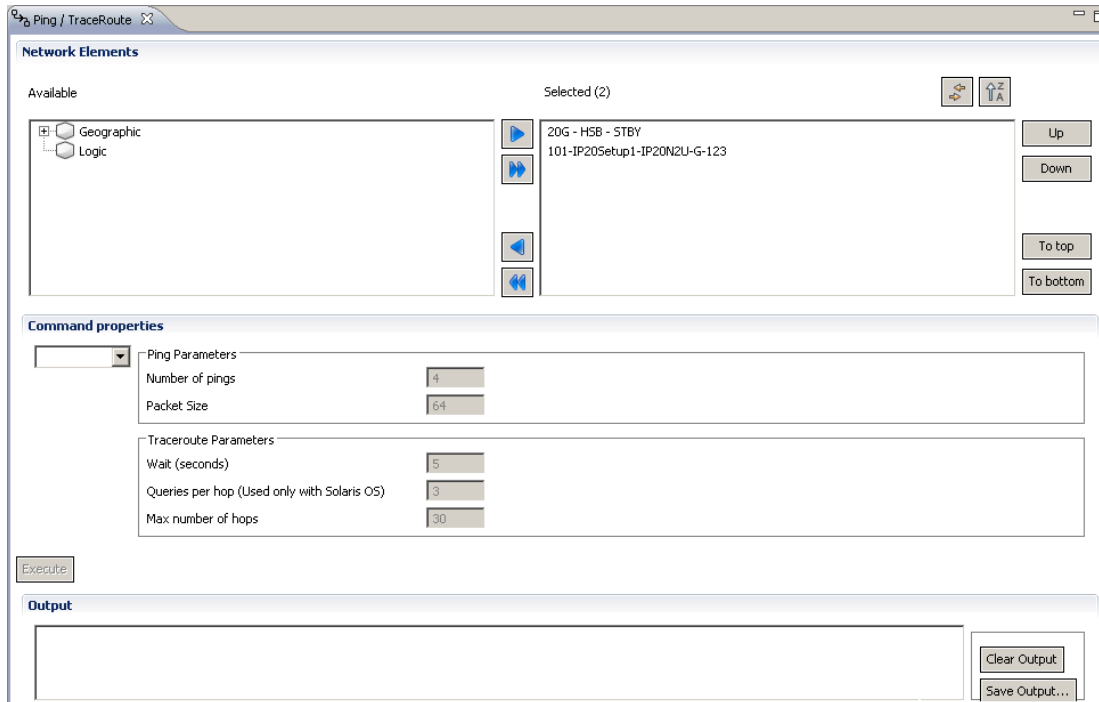 Ping / TraceRoute
Network Elements
Available
Selected (2)
Z
A
Geographic
Logic
20G - HSB - STBY
101-IP20Setup1-IP20N2U-G-123
Up
Down
To top
To bottom
Command properties
Ping Parameters
Number of pings 4
Packet Size 64
Traceroute Parameters
Wait (seconds) 5
Queries per hop (Used only with Solaris OS) 3
Max number of hops 30
Execute
Output
Clear Output
Save Output...